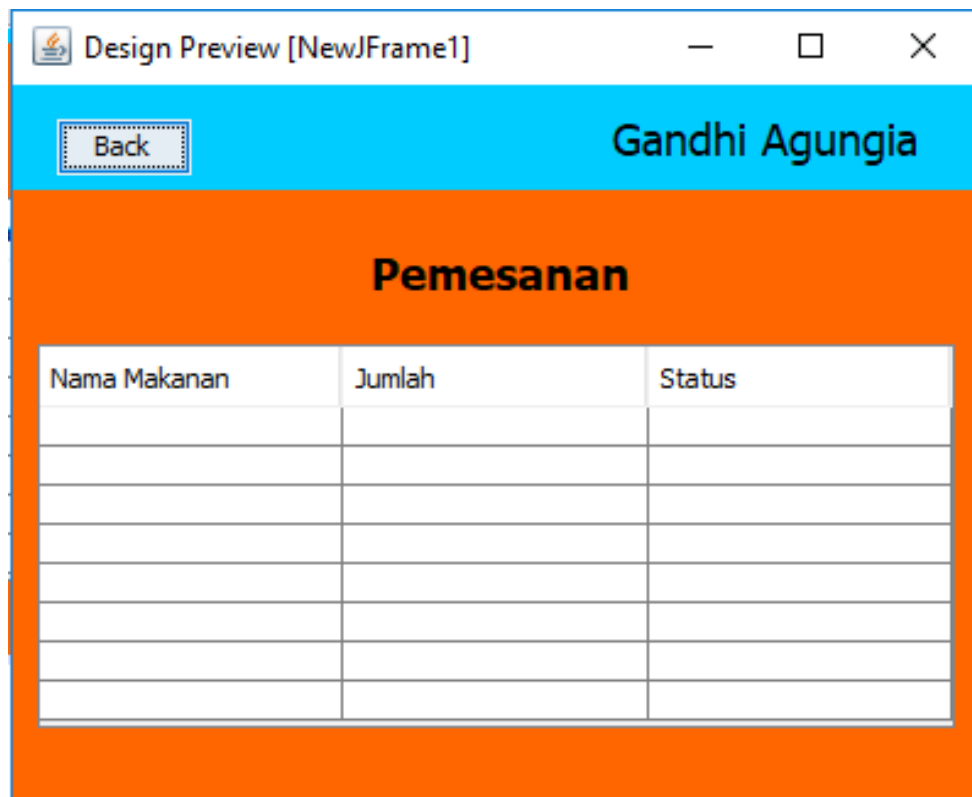 Design Preview [NewJFrame1]
Back
Gandhi Agungia
Pemesanan
Nama Makanan Jumlah Status